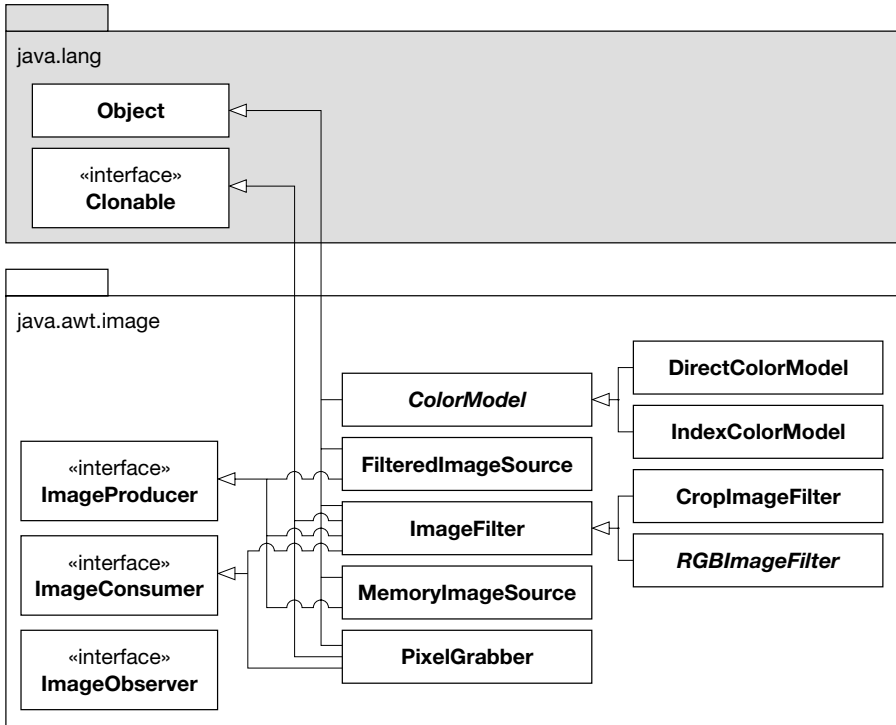 java.lang
Object
«interface»
Clonable
java.awt.image
DirectColorModel
ColorModel
IndexColorModel
«interface»
ImageProducer
FilteredImageSource
CropImageFilter
ImageFilter
«interface»
ImageConsumer
RGBImageFilter
MemoryImageSource
«interface»
ImageObserver
PixelGrabber